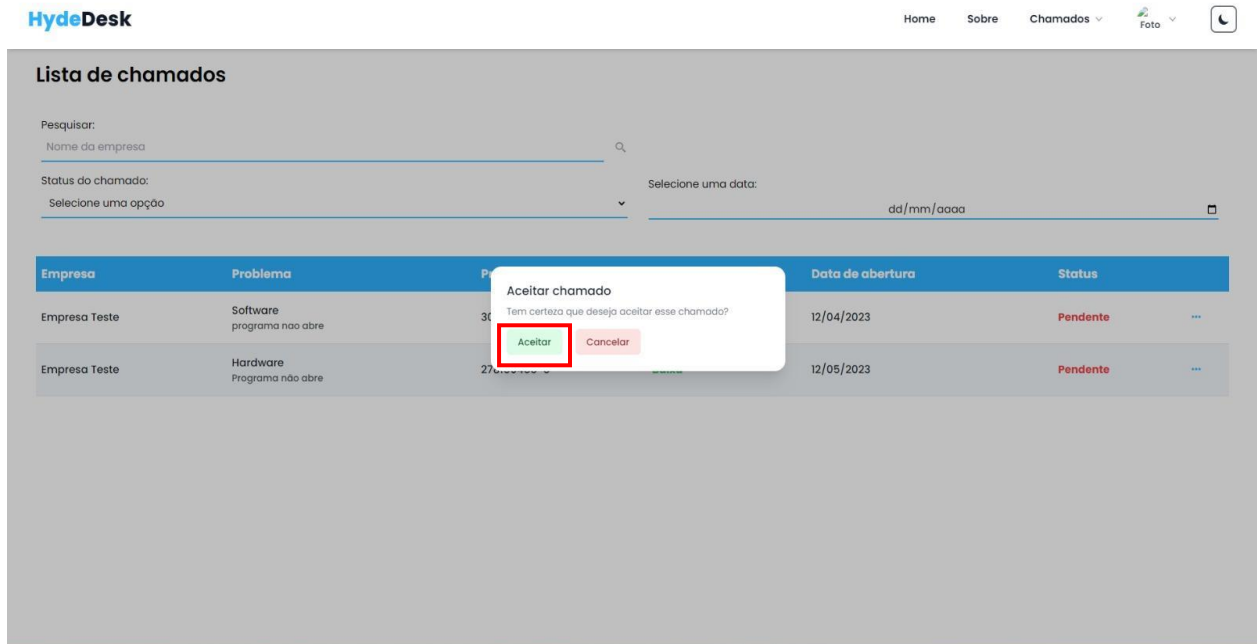 HydeDesk
Home Sobre Chamados Foto
Lista de chamados
Pesquisar:
Nome da empresa
Status do chamado:
Selecione uma opção
Selecione uma data:
dd/mm/aaaa
Empresa Problema Data de abertura Status
Empresa Teste Software 12/04/2023 Pendente ...
programa nao abre
Empresa Teste Hardware 12/05/2023 Pendente ...
Programa não abre
Aceitar chamado
Tem certeza que deseja aceitar esse chamado?
Aceitar Cancelar